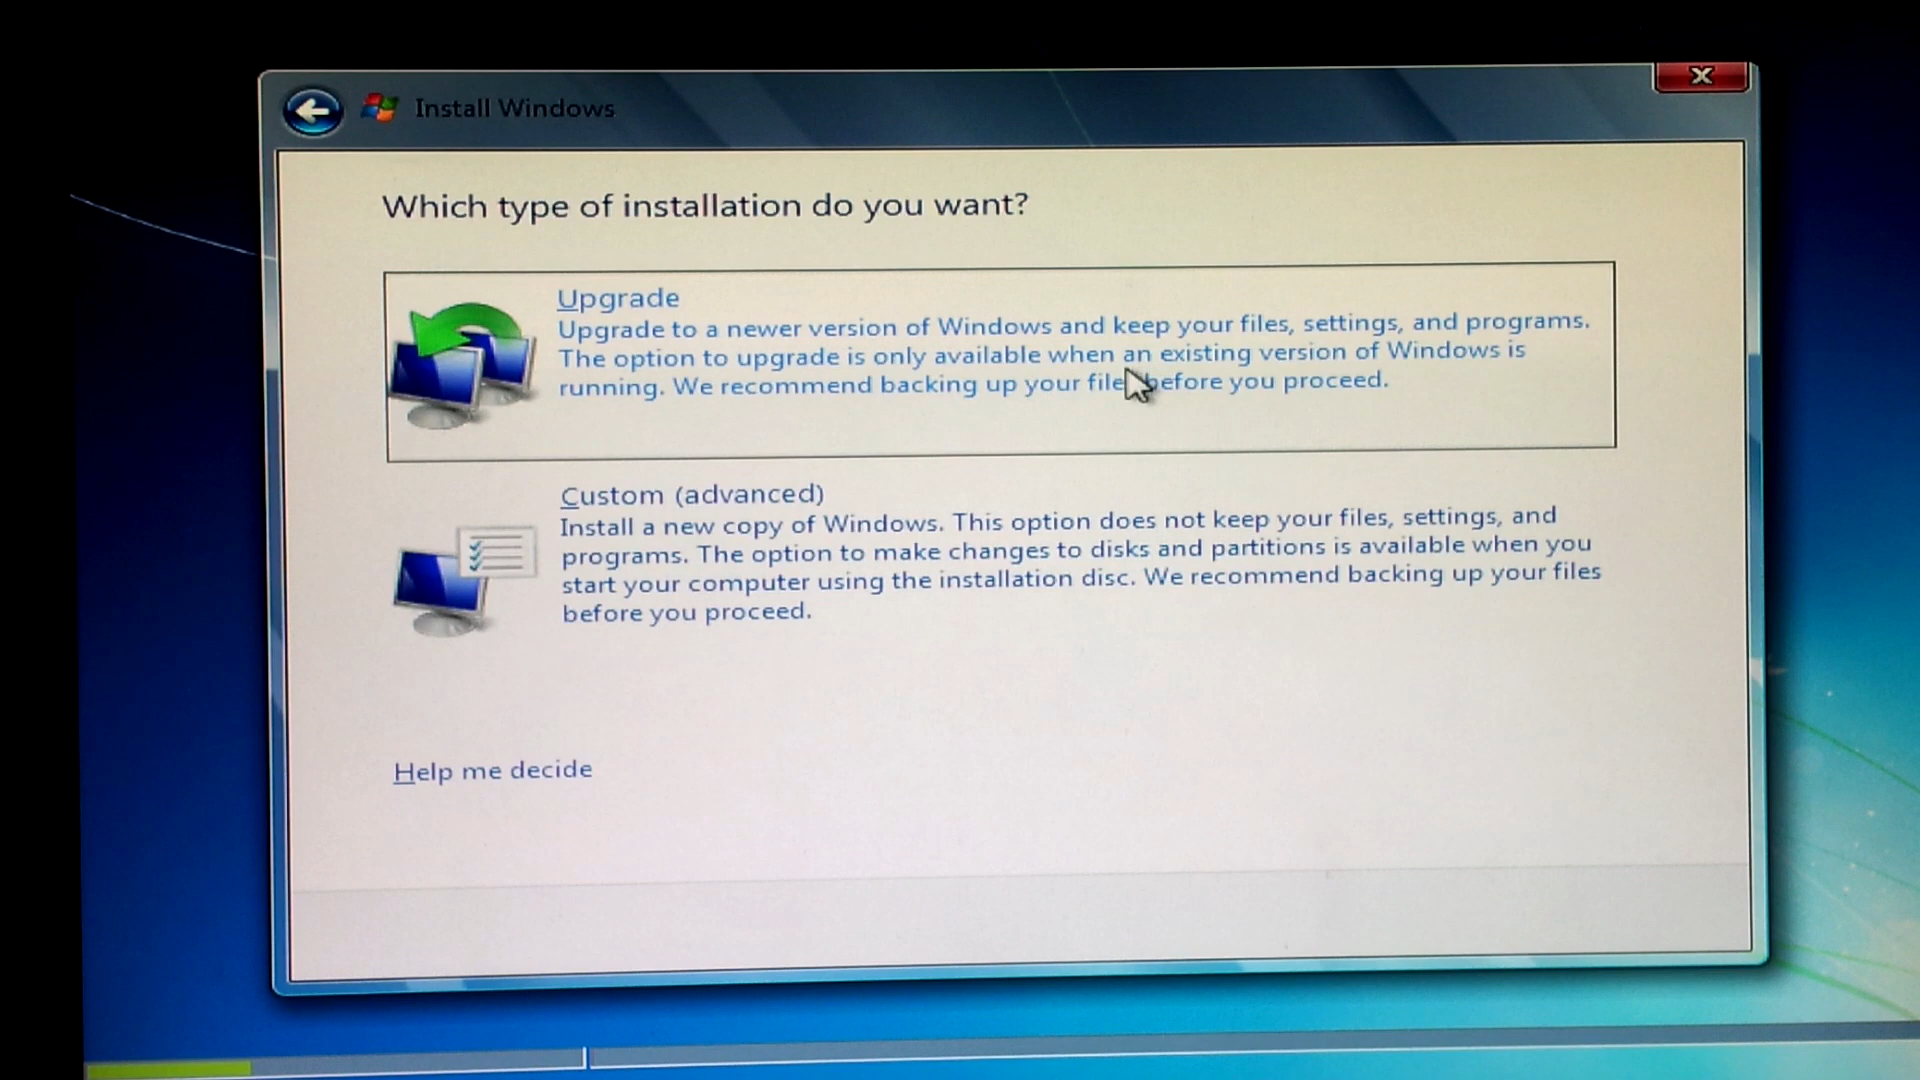 Install Windows
Which type of installation do you want?
Upgrade
Upgrade to a newer version of Windows and keep your files, settings, and programs.
The option to upgrade is only available when an existing version of Windows is
running. We recommend backing up your file before you proceed.
Custom (advanced)
Install a new copy of Windows. This option does not keep your files, settings, and
programs. The option to make changes to disks and partitions is available when you
start your computer using the installation disc. We recommend backing up your files
before you proceed.
Help me decide